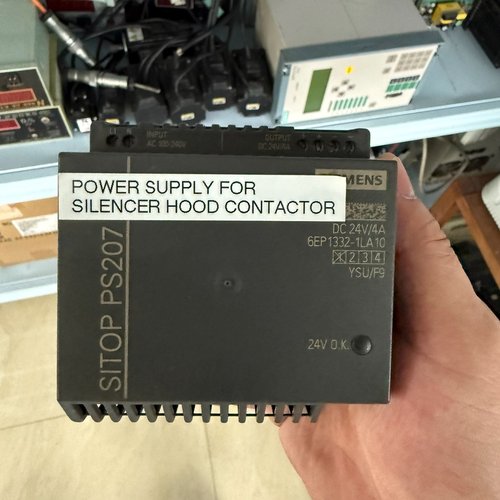 INPUT
AC 100-240V
OUTPUT
DC 24V/4A
POWER SUPPLY FOR
SILENCER HOOD CONTACTOR
DC 24V/4A
6EP1332-1LA10
2 3 4
YSU/F9
SITOP PS207
24V O.K.